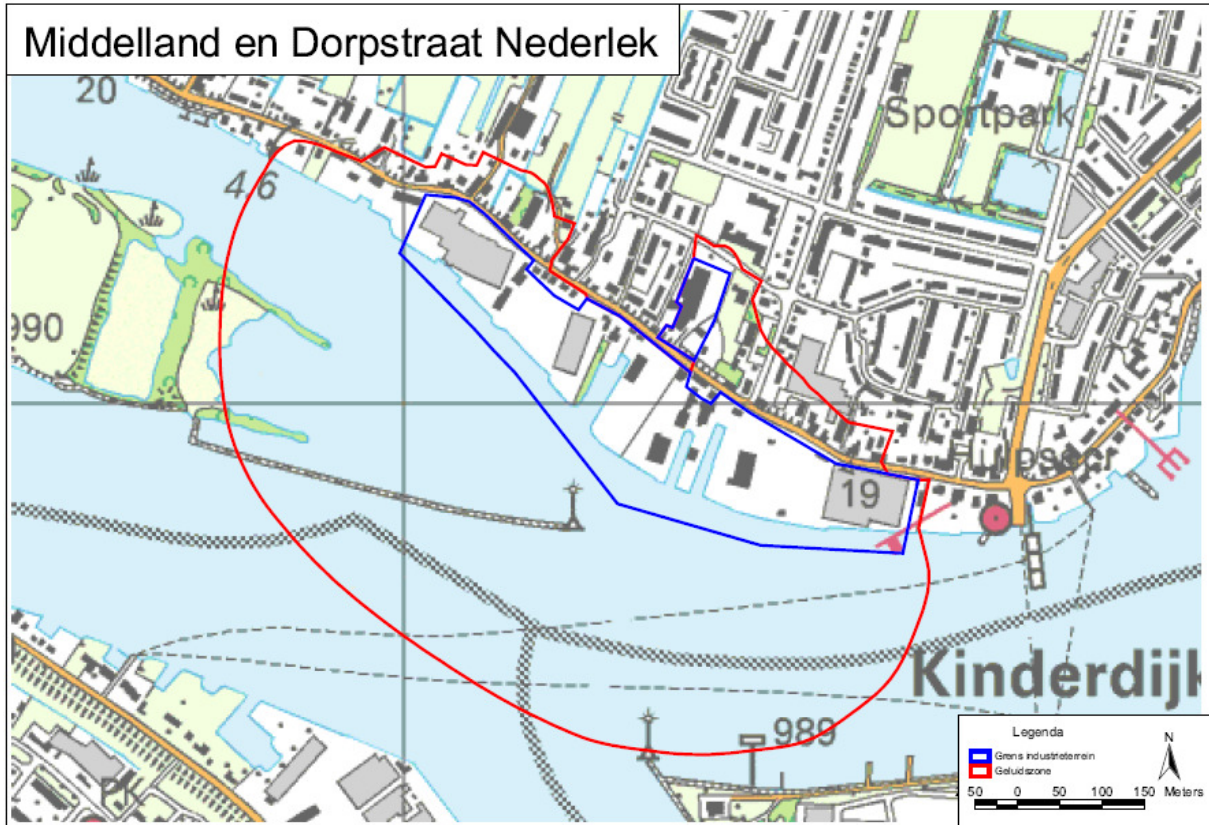 Middelland en Dorpstraat Nederlek
20
Sportpark
4,6
990
19
Kinderdijk
989
Legenda
Grens industrieterrein
Geluidszone
N
50 0 50 100 150 Meters